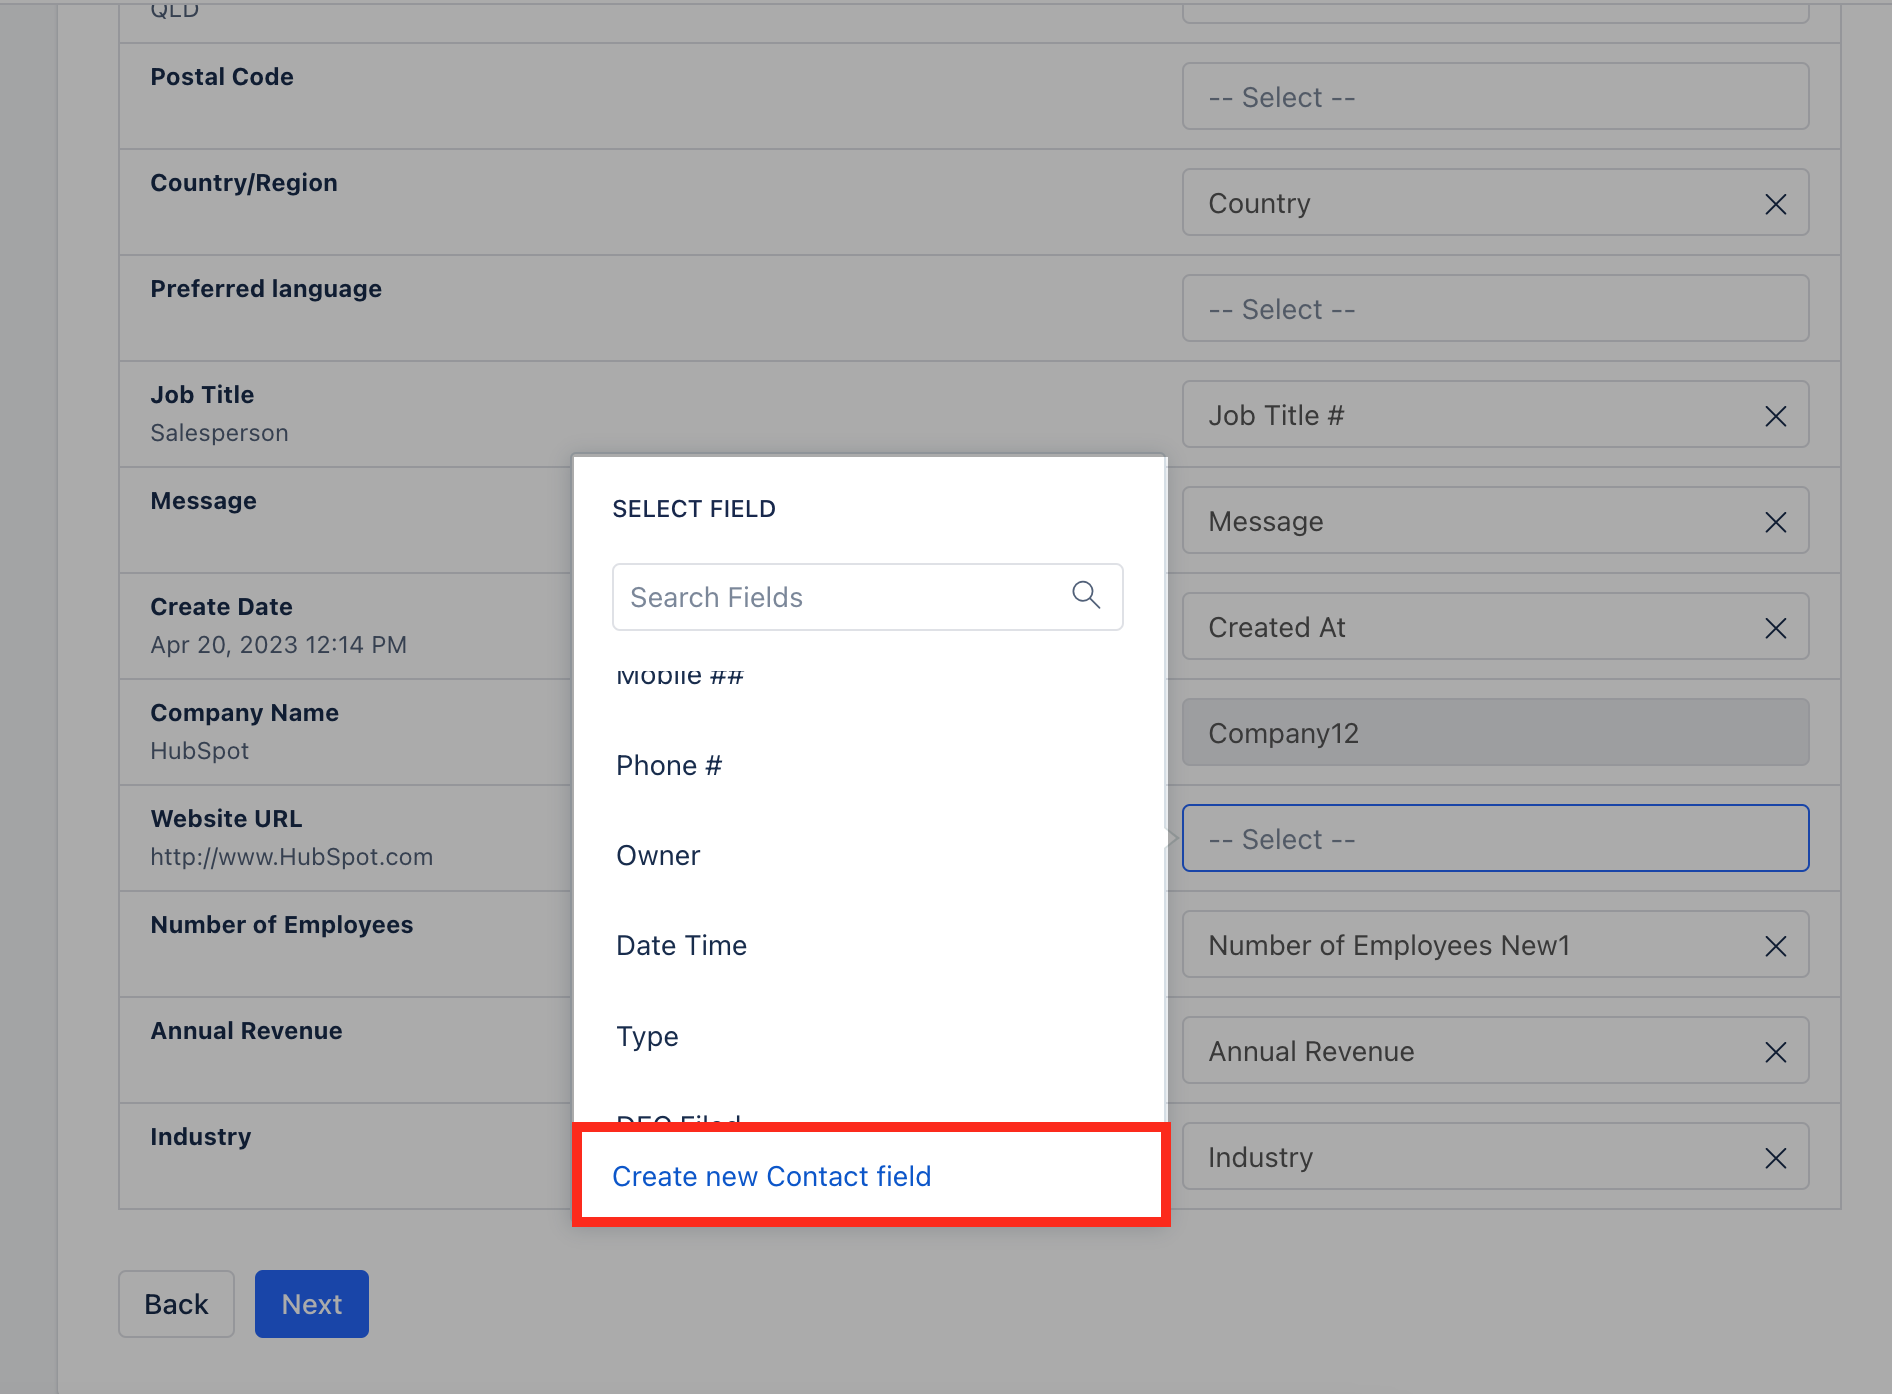 QLD
Postal Code
-- Select --
Country/Region
Country
Preferred language
-- Select --
Job Title
Salesperson
Job Title #
Message
Message
Create Date
Apr 20, 2023 12:14 PM
Created At
Company Name
HubSpot
Company12
Website URL
http://www.HubSpot.com
-- Select --
Number of Employees
Number of Employees New1
Annual Revenue
Annual Revenue
Industry
Industry
SELECT FIELD
Search Fields
Mobile ##
Phone #
Owner
Date Time
Type
Create new Contact field
Back
Next